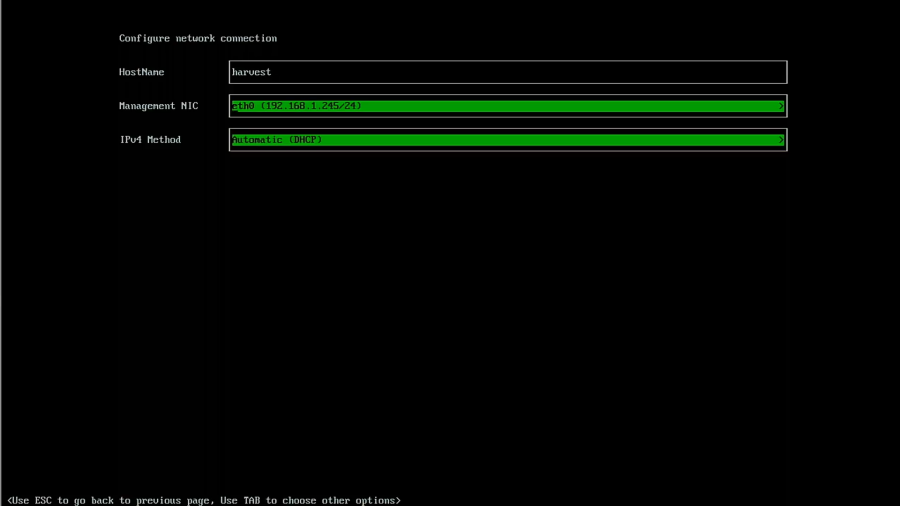 Configure network connection
HostName harvest
Management NIC eth0 (192.168.1.245/24) >
IPv4 Method Automatic (DHCP) >
<Use ESC to go back to previous page, Use TAB to choose other options>